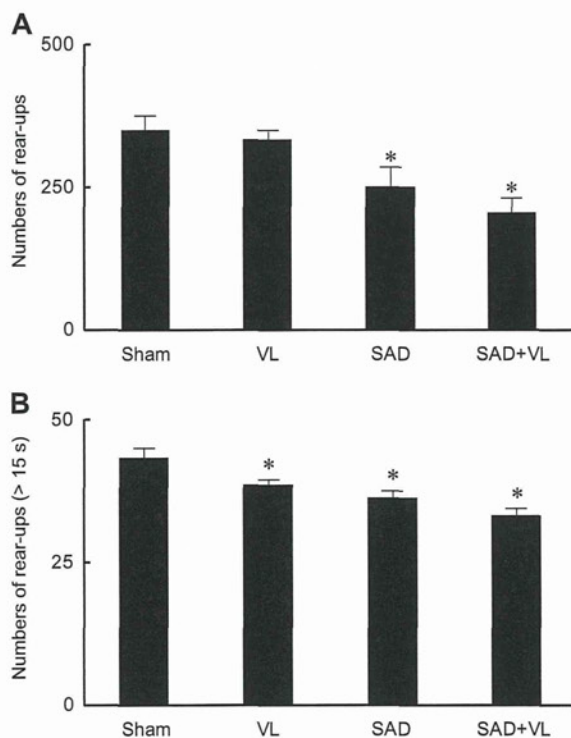 A
500
Numbers of rear-ups
250
*
*
0
Sham VL SAD SAD+VL
B
50
Numbers of rear-ups (> 15 s)
*
*
*
25
0
Sham VL SAD SAD+VL